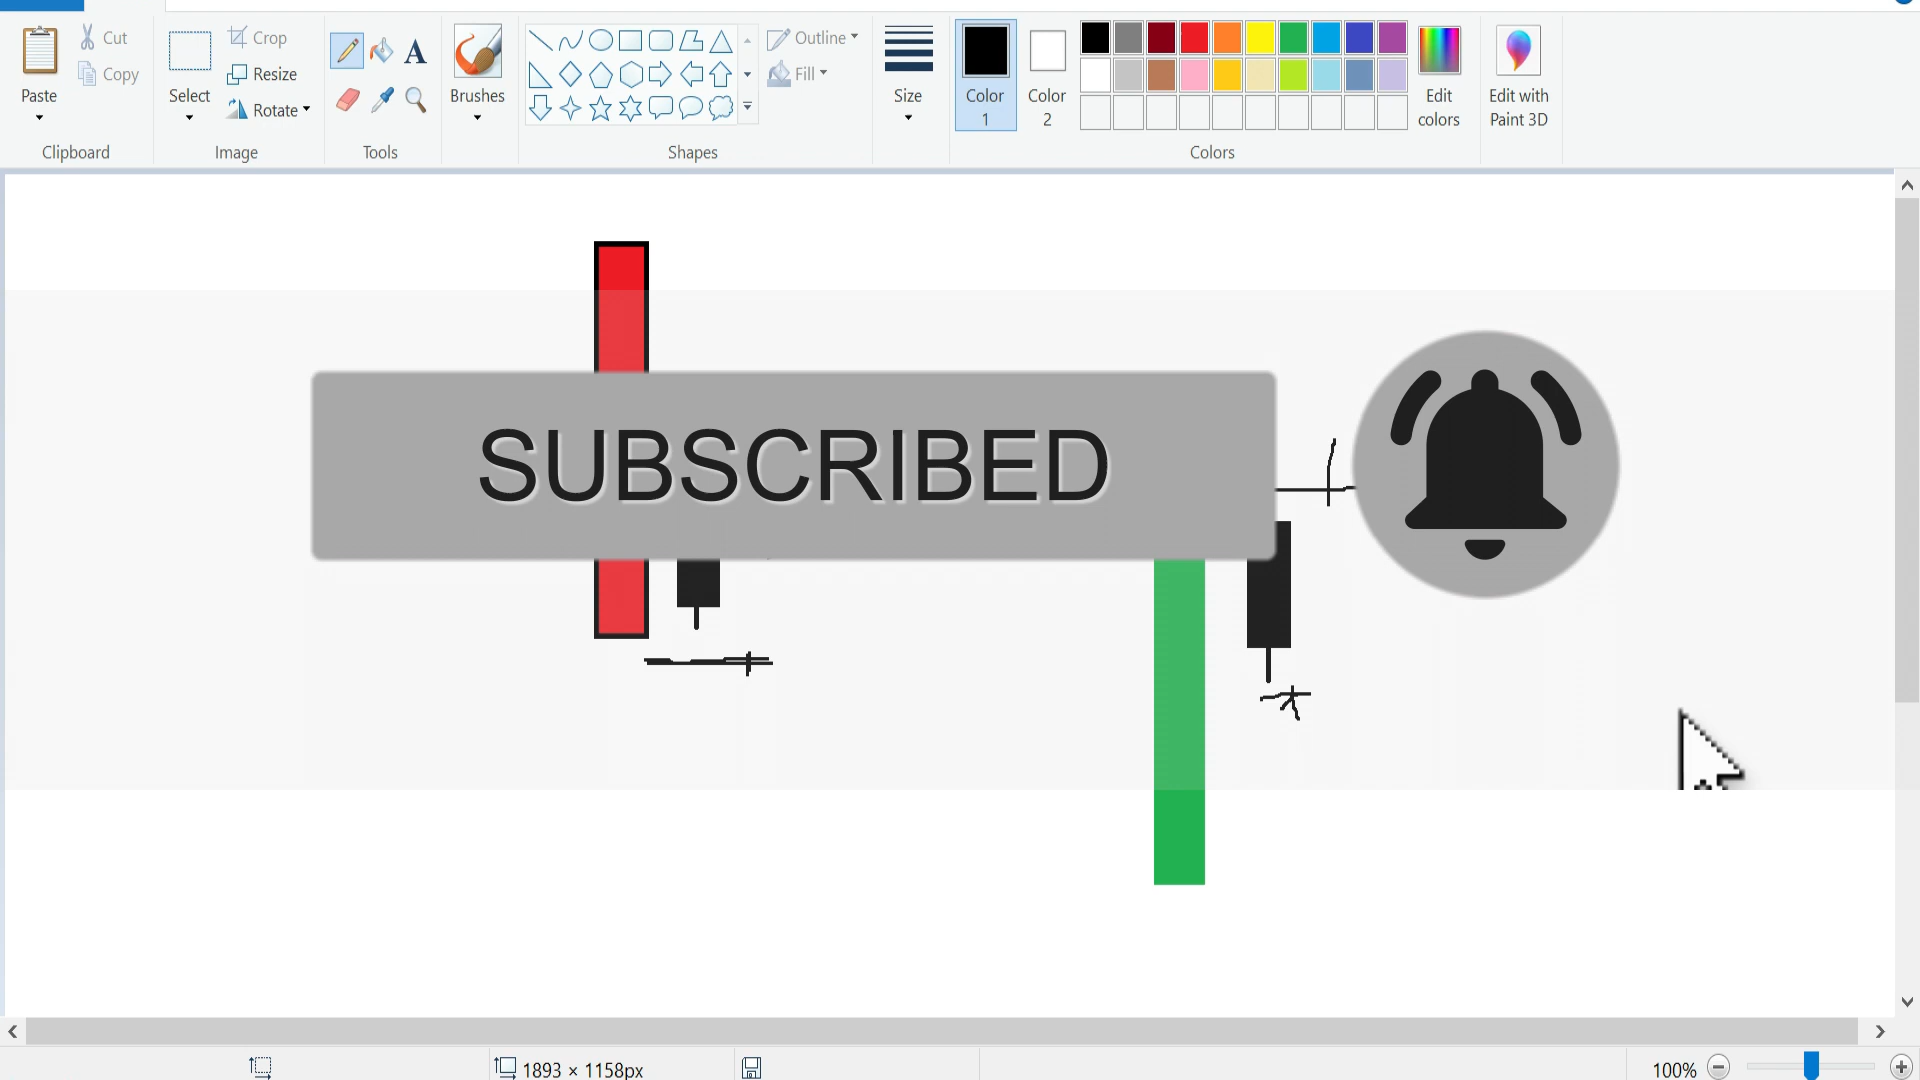 Paste
Cut
Copy
Clipboard
Select
Crop
Resize
Rotate
Image
A
Tools
Brushes
Shapes
Outline
Fill
Size
Color
1
Color
2
Colors
Edit
colors
Edit with
Paint 3D
SUBSCRIBED
1893 × 1158px
100%